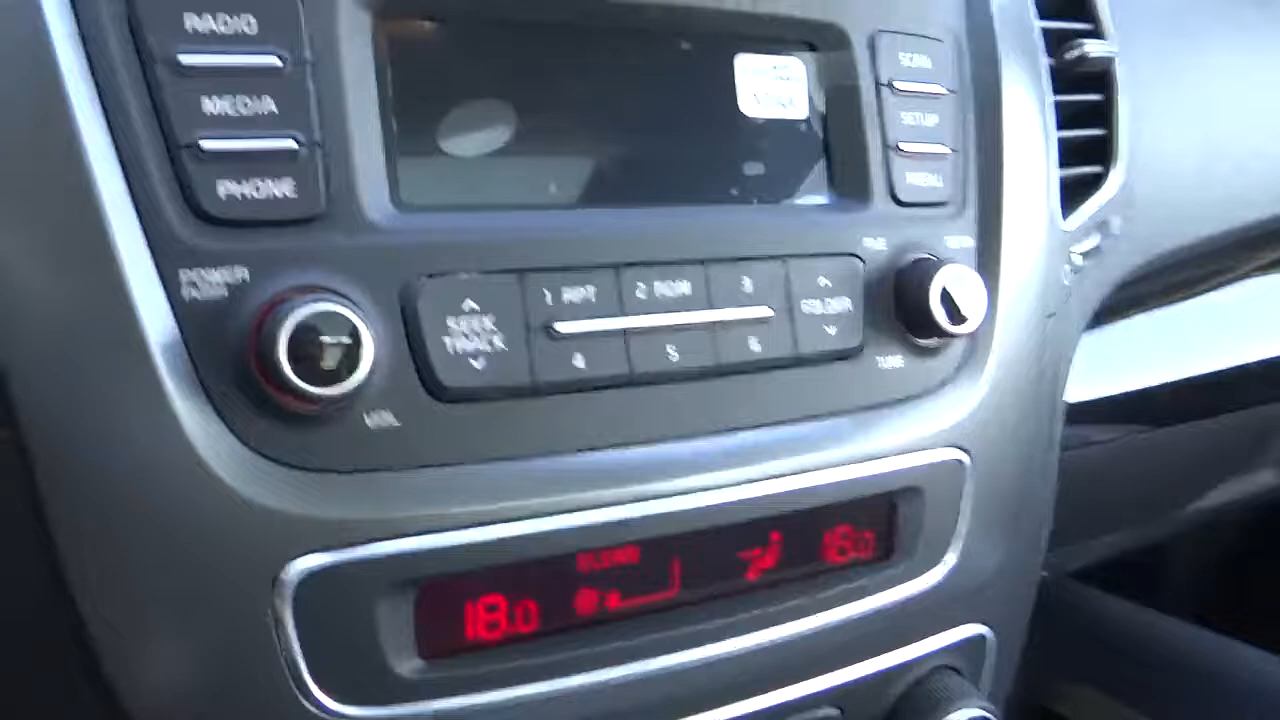 RADIO
MEDIA
PHONE
SCAN
SETUP
POWER
PUSH
VOL
SEEK
TRACK
1 RPT
2 RDM
3
4
5
6
FOLDER
FILE
TUNE
18.0
18.0